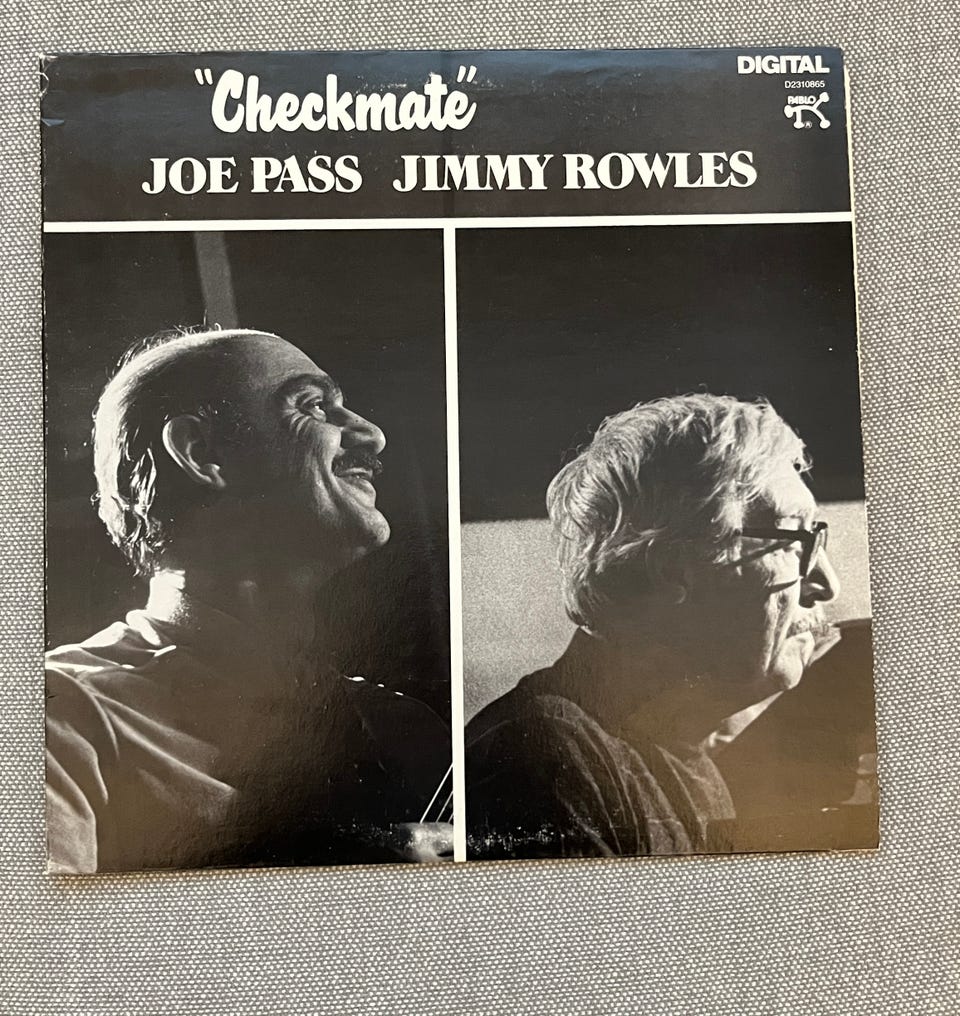 "Checkmate"
DIGITAL
D2310865
PABLO
®
JOE PASS JIMMY ROWLES